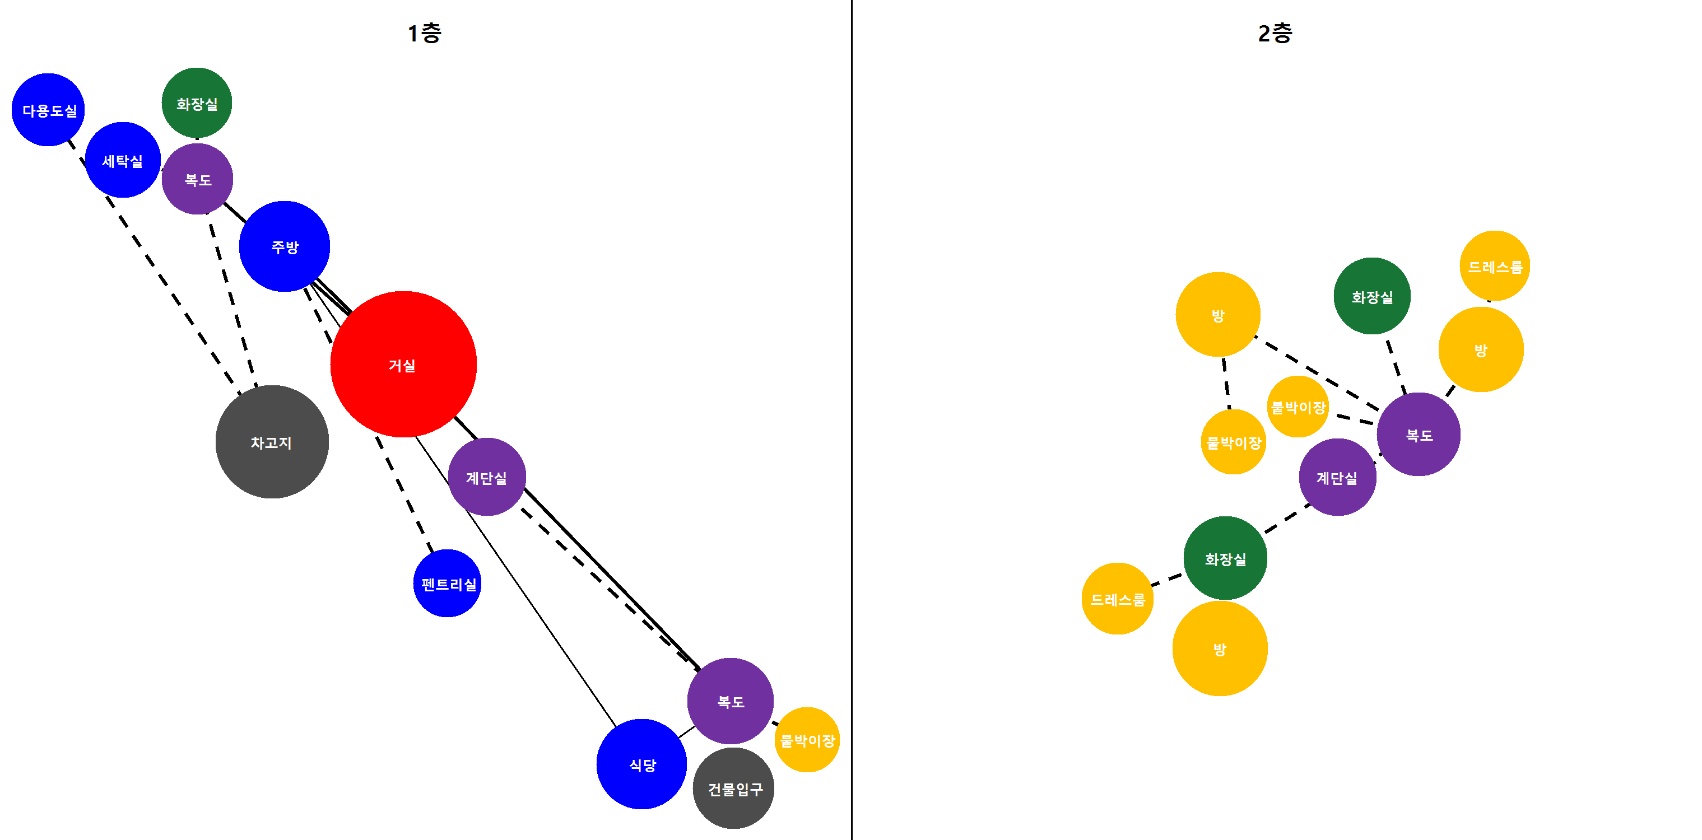 1층
다용도실
화장실
세탁실
복도
주방
거실
차고지
계단실
펜트리실
복도
붙박이장
식당
건물입구
2층
드레스룸
화장실
방
방
붙박이장
복도
붙박이장
계단실
화장실
드레스룸
방